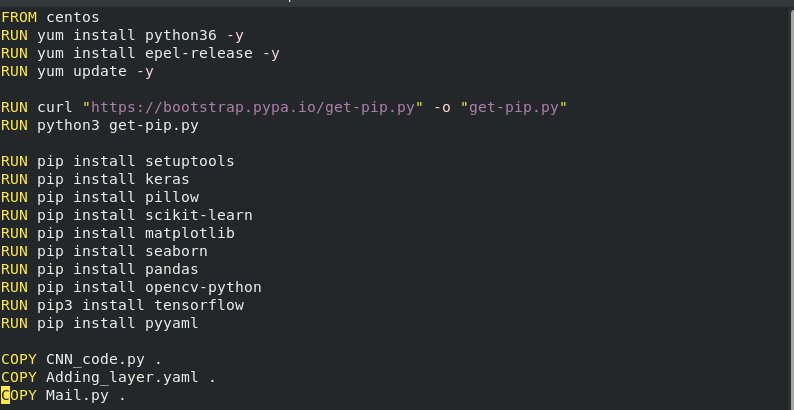 FROM centos
RUN yum install python36 -y
RUN yum install epel-release -y
RUN yum update -y
RUN curl "https://bootstrap.pypa.io/get-pip.py" -o "get-pip.py"
RUN python3 get-pip.py
RUN pip install setuptools
RUN pip install keras
RUN pip install pillow
RUN pip install scikit-learn
RUN pip install matplotlib
RUN pip install seaborn
RUN pip install pandas
RUN pip install opencv-python
RUN pip3 install tensorflow
RUN pip install pyyaml
COPY CNN_code.py .
COPY Adding_layer.yaml .
COPY Mail.py .